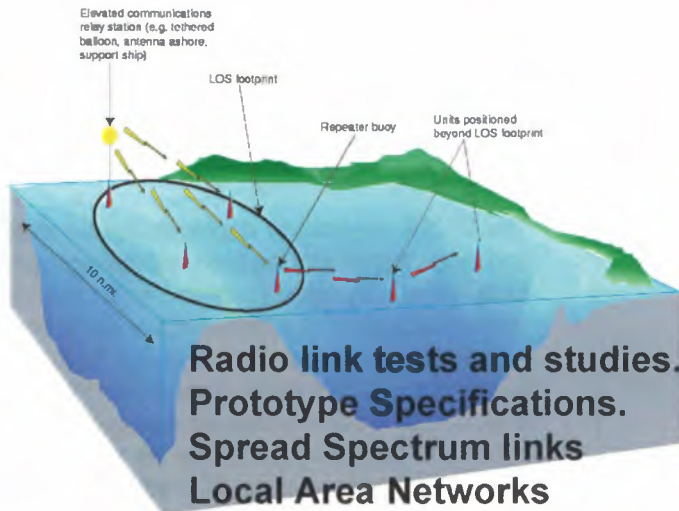 Elevated communications
relay station (e.g. tethered
balloon, antenna ashore,
support ship)
LOS footprint
Repeater buoy
Units positioned
beyond LOS footprint
10 n.mi.
Radio link tests and studies.
Prototype Specifications.
Spread Spectrum links
Local Area Networks